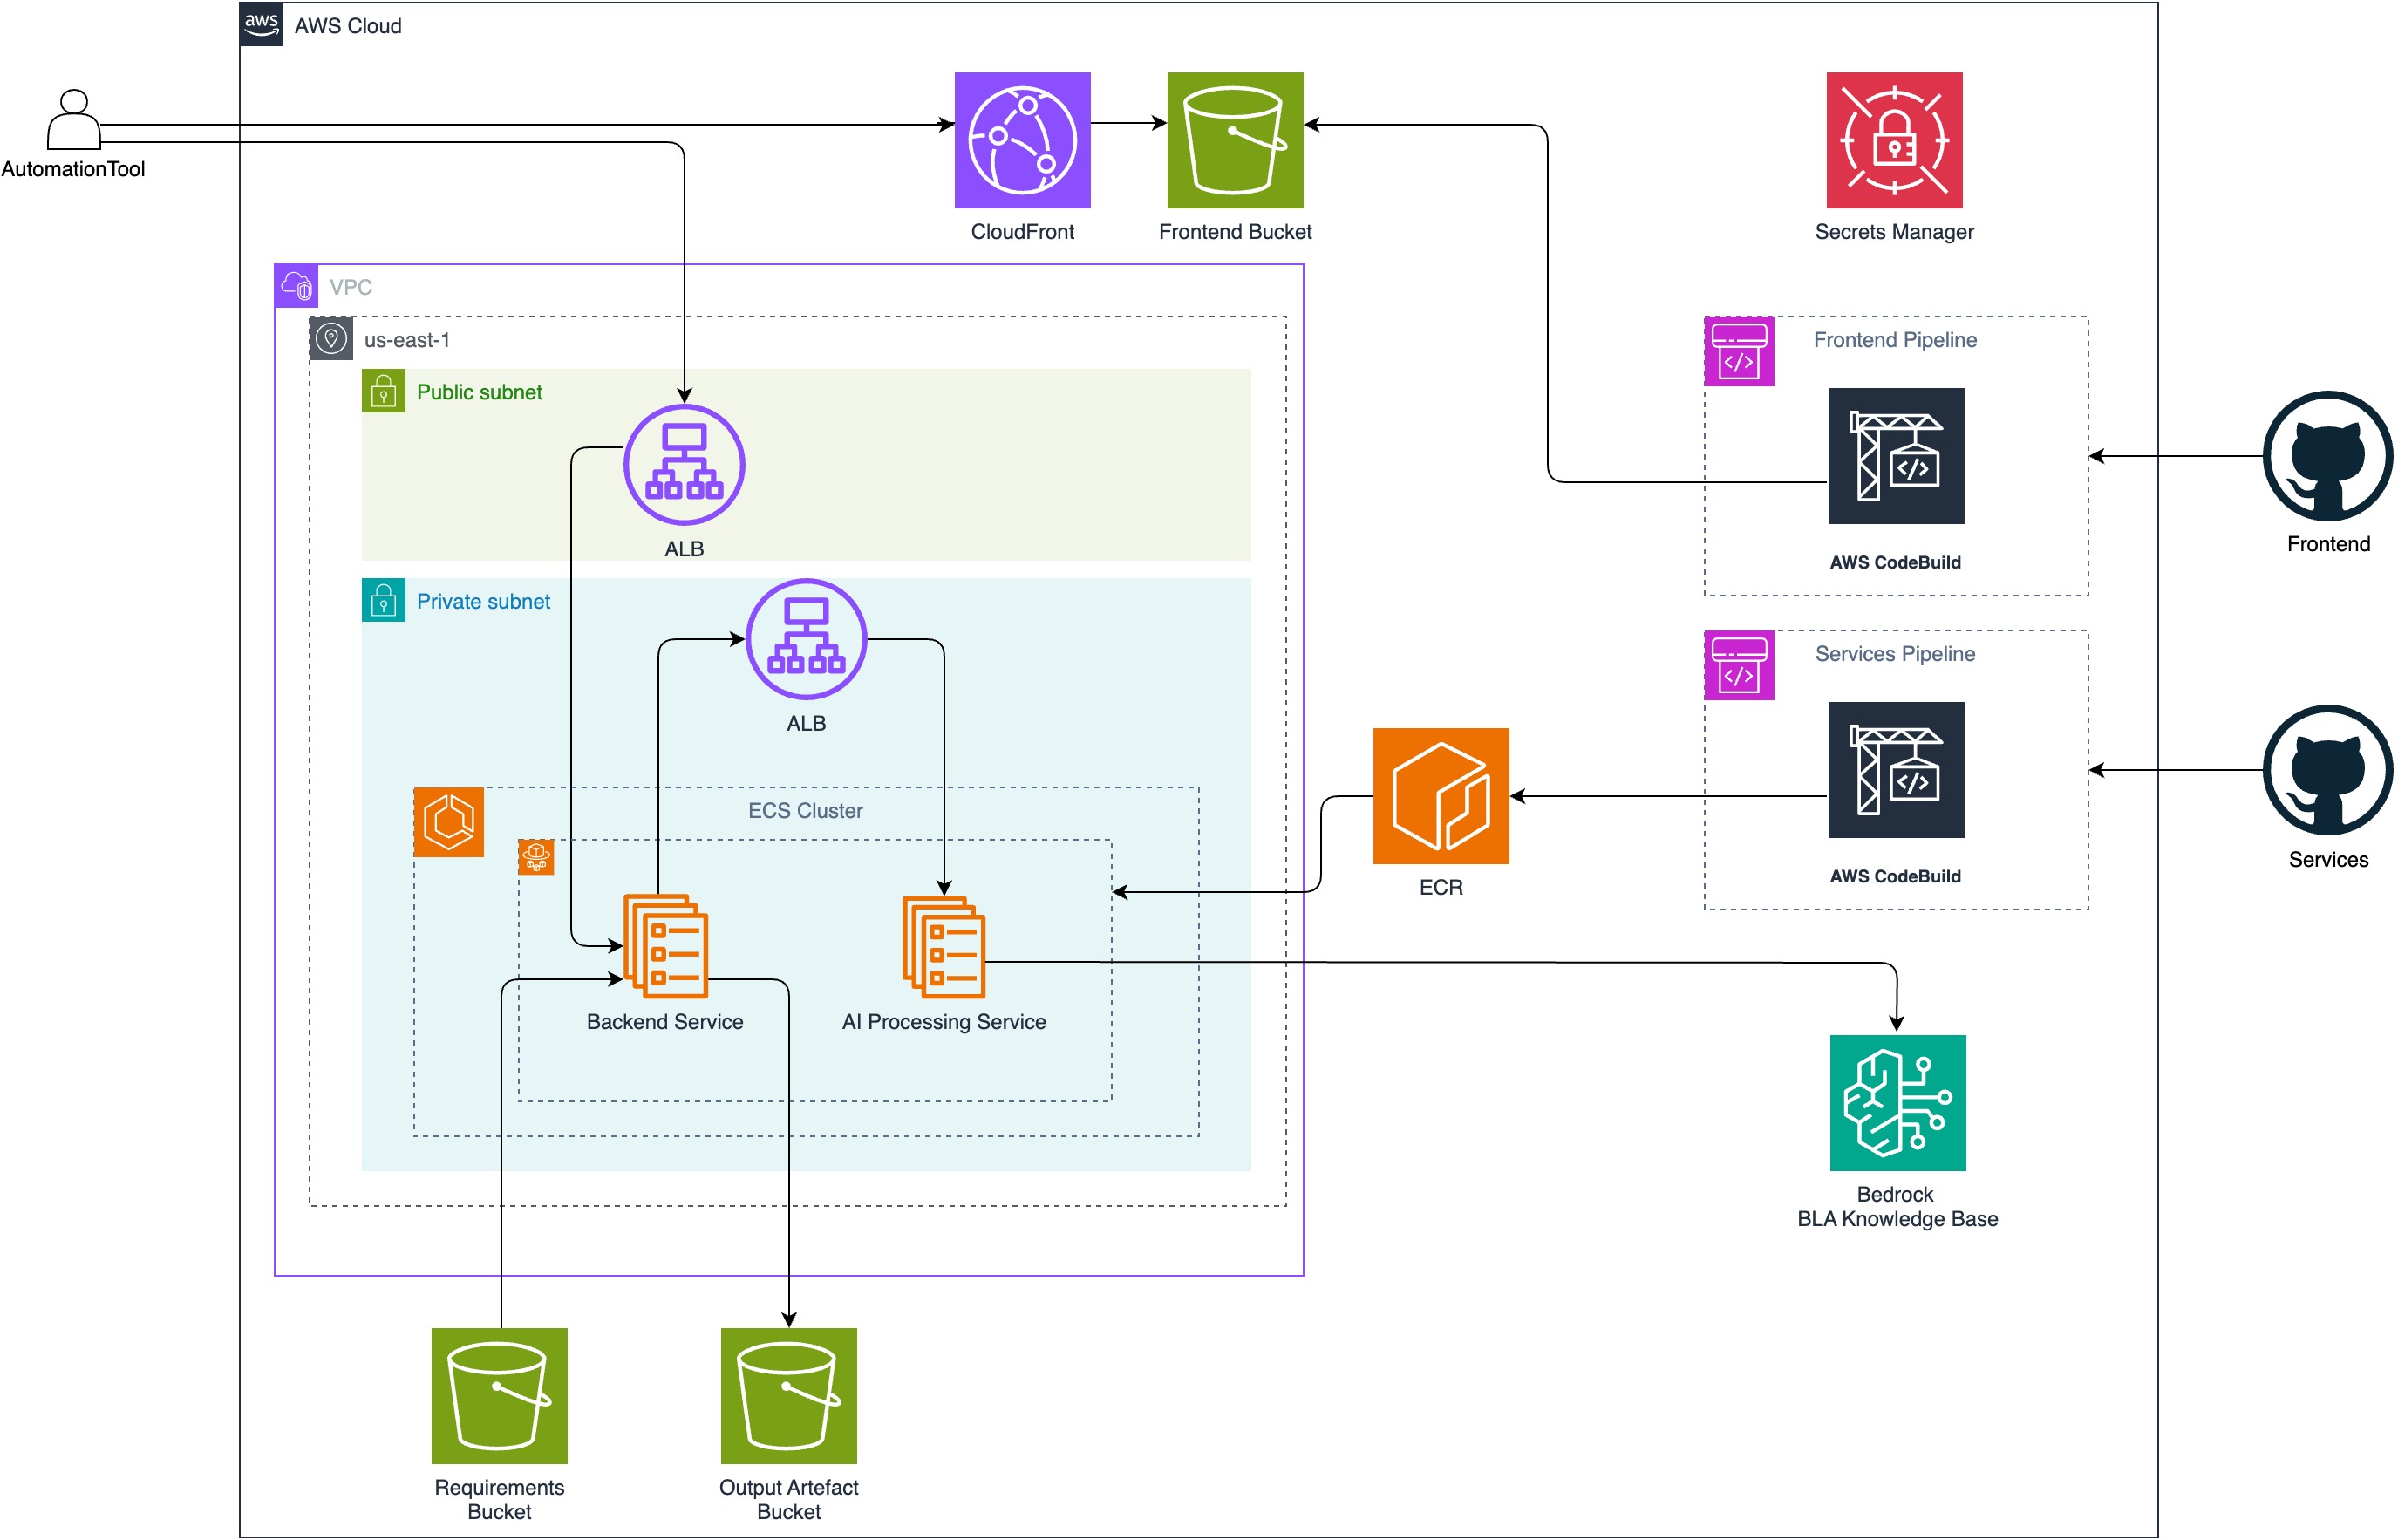 aws
AWS Cloud
AutomationTool
CloudFront
Frontend Bucket
Secrets Manager
VPC
us-east-1
Public subnet
ALB
Frontend Pipeline
AWS CodeBuild
Frontend
Private subnet
ALB
Services Pipeline
AWS CodeBuild
Services
ECS Cluster
ECR
Backend Service
AI Processing Service
Bedrock
BLA Knowledge Base
Requirements
Bucket
Output Artefact
Bucket